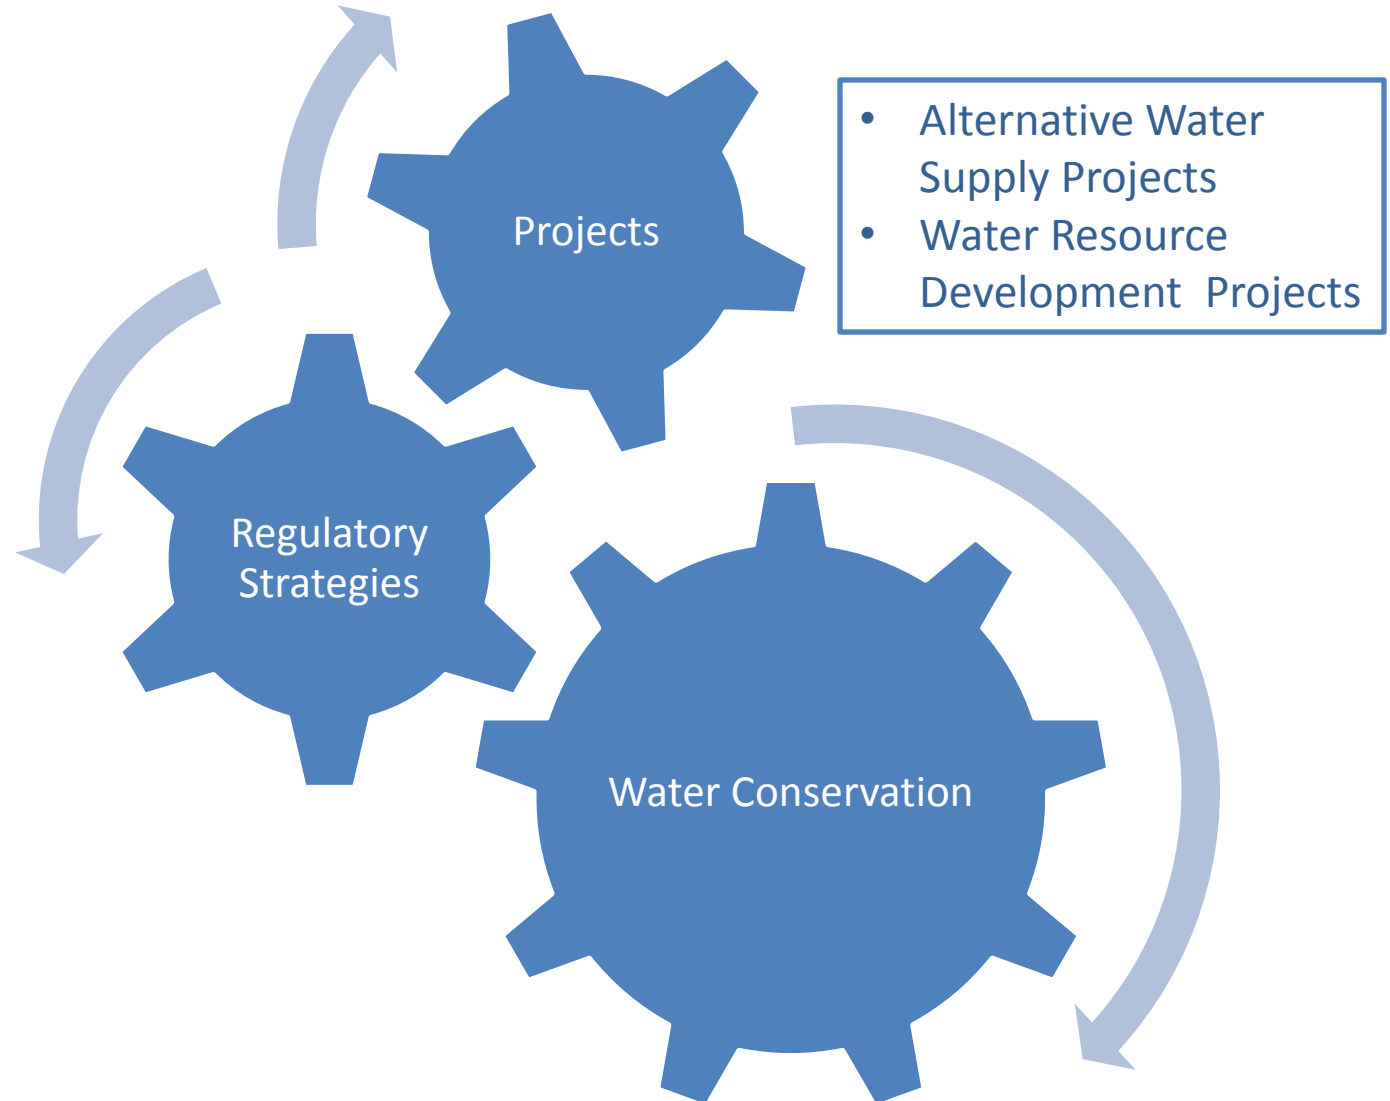 Projects
• Alternative Water
Supply Projects
• Water Resource
Development  Projects
Regulatory
Strategies
Water Conservation